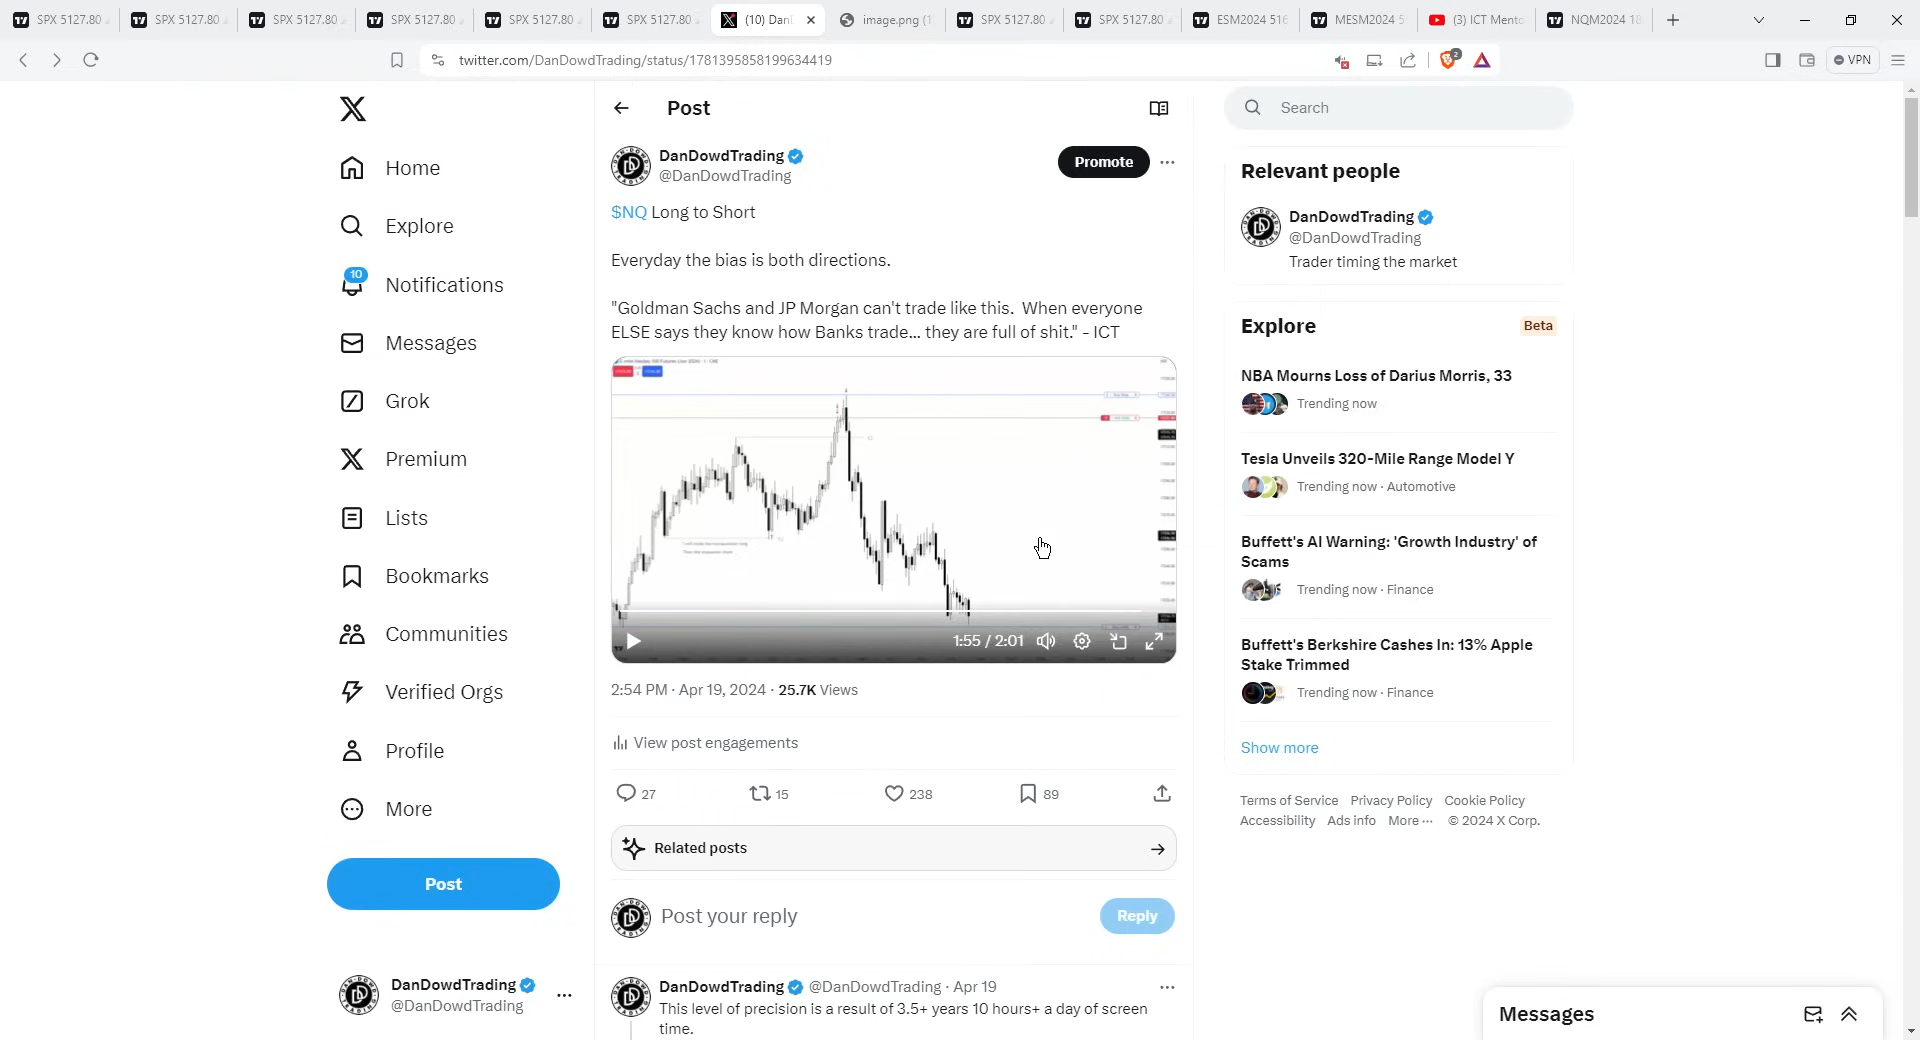 SPX 5127.80
SPX 5127.80
SPX 5127.80
SPX 5127.80
SPX 5127.80
SPX 5127.80
(10) Dan
image.png (1
SPX 5127.80
SPX 5127.80
ESM2024 516
MESM2024 5
(3) ICT Mento
NQM2024 18
twitter.com/DanDowdTrading/status/1781395858199634419
2
VPN
Home
Explore
10
Notifications
Messages
Grok
Premium
Lists
Bookmarks
Communities
Verified Orgs
Profile
More
Post
DanDowdTrading
@DanDowdTrading
Post
DanDowdTrading
@DanDowdTrading
Promote
$NQ Long to Short
Everyday the bias is both directions.
"Goldman Sachs and JP Morgan can't trade like this. When everyone
ELSE says they know how Banks trade... they are full of shit." - ICT
1:55 / 2:01
2:54 PM · Apr 19, 2024 · 25.7K Views
View post engagements
27
15
238
89
Related posts
Post your reply
Reply
DanDowdTrading @DanDowdTrading · Apr 19
This level of precision is a result of 3.5+ years 10 hours+ a day of screen
time.
Search
Relevant people
DanDowdTrading
@DanDowdTrading
Trader timing the market
Explore
Beta
NBA Mourns Loss of Darius Morris, 33
Trending now
Tesla Unveils 320-Mile Range Model Y
Trending now · Automotive
Buffett's AI Warning: 'Growth Industry' of
Scams
Trending now · Finance
Buffett's Berkshire Cashes In: 13% Apple
Stake Trimmed
Trending now · Finance
Show more
Terms of Service Privacy Policy Cookie Policy
Accessibility Ads info More ··· © 2024 X Corp.
Messages